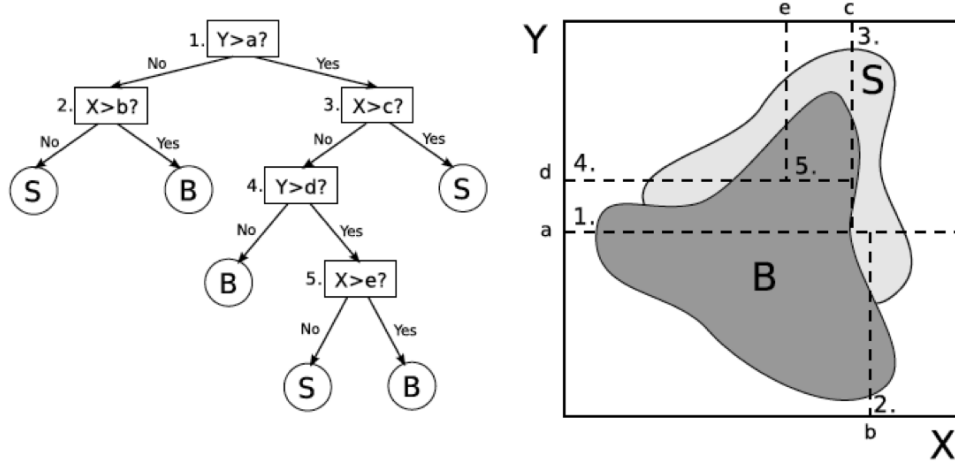 1. Y>a?
No
Yes
2. X>b?
3. X>c?
No
Yes
No
Yes
S
B
4. Y>d?
S
No
Yes
B
5. X>e?
No
Yes
S
B
e
c
Y
3.
S
d
4.
5.
a
1.
B
2.
b
X